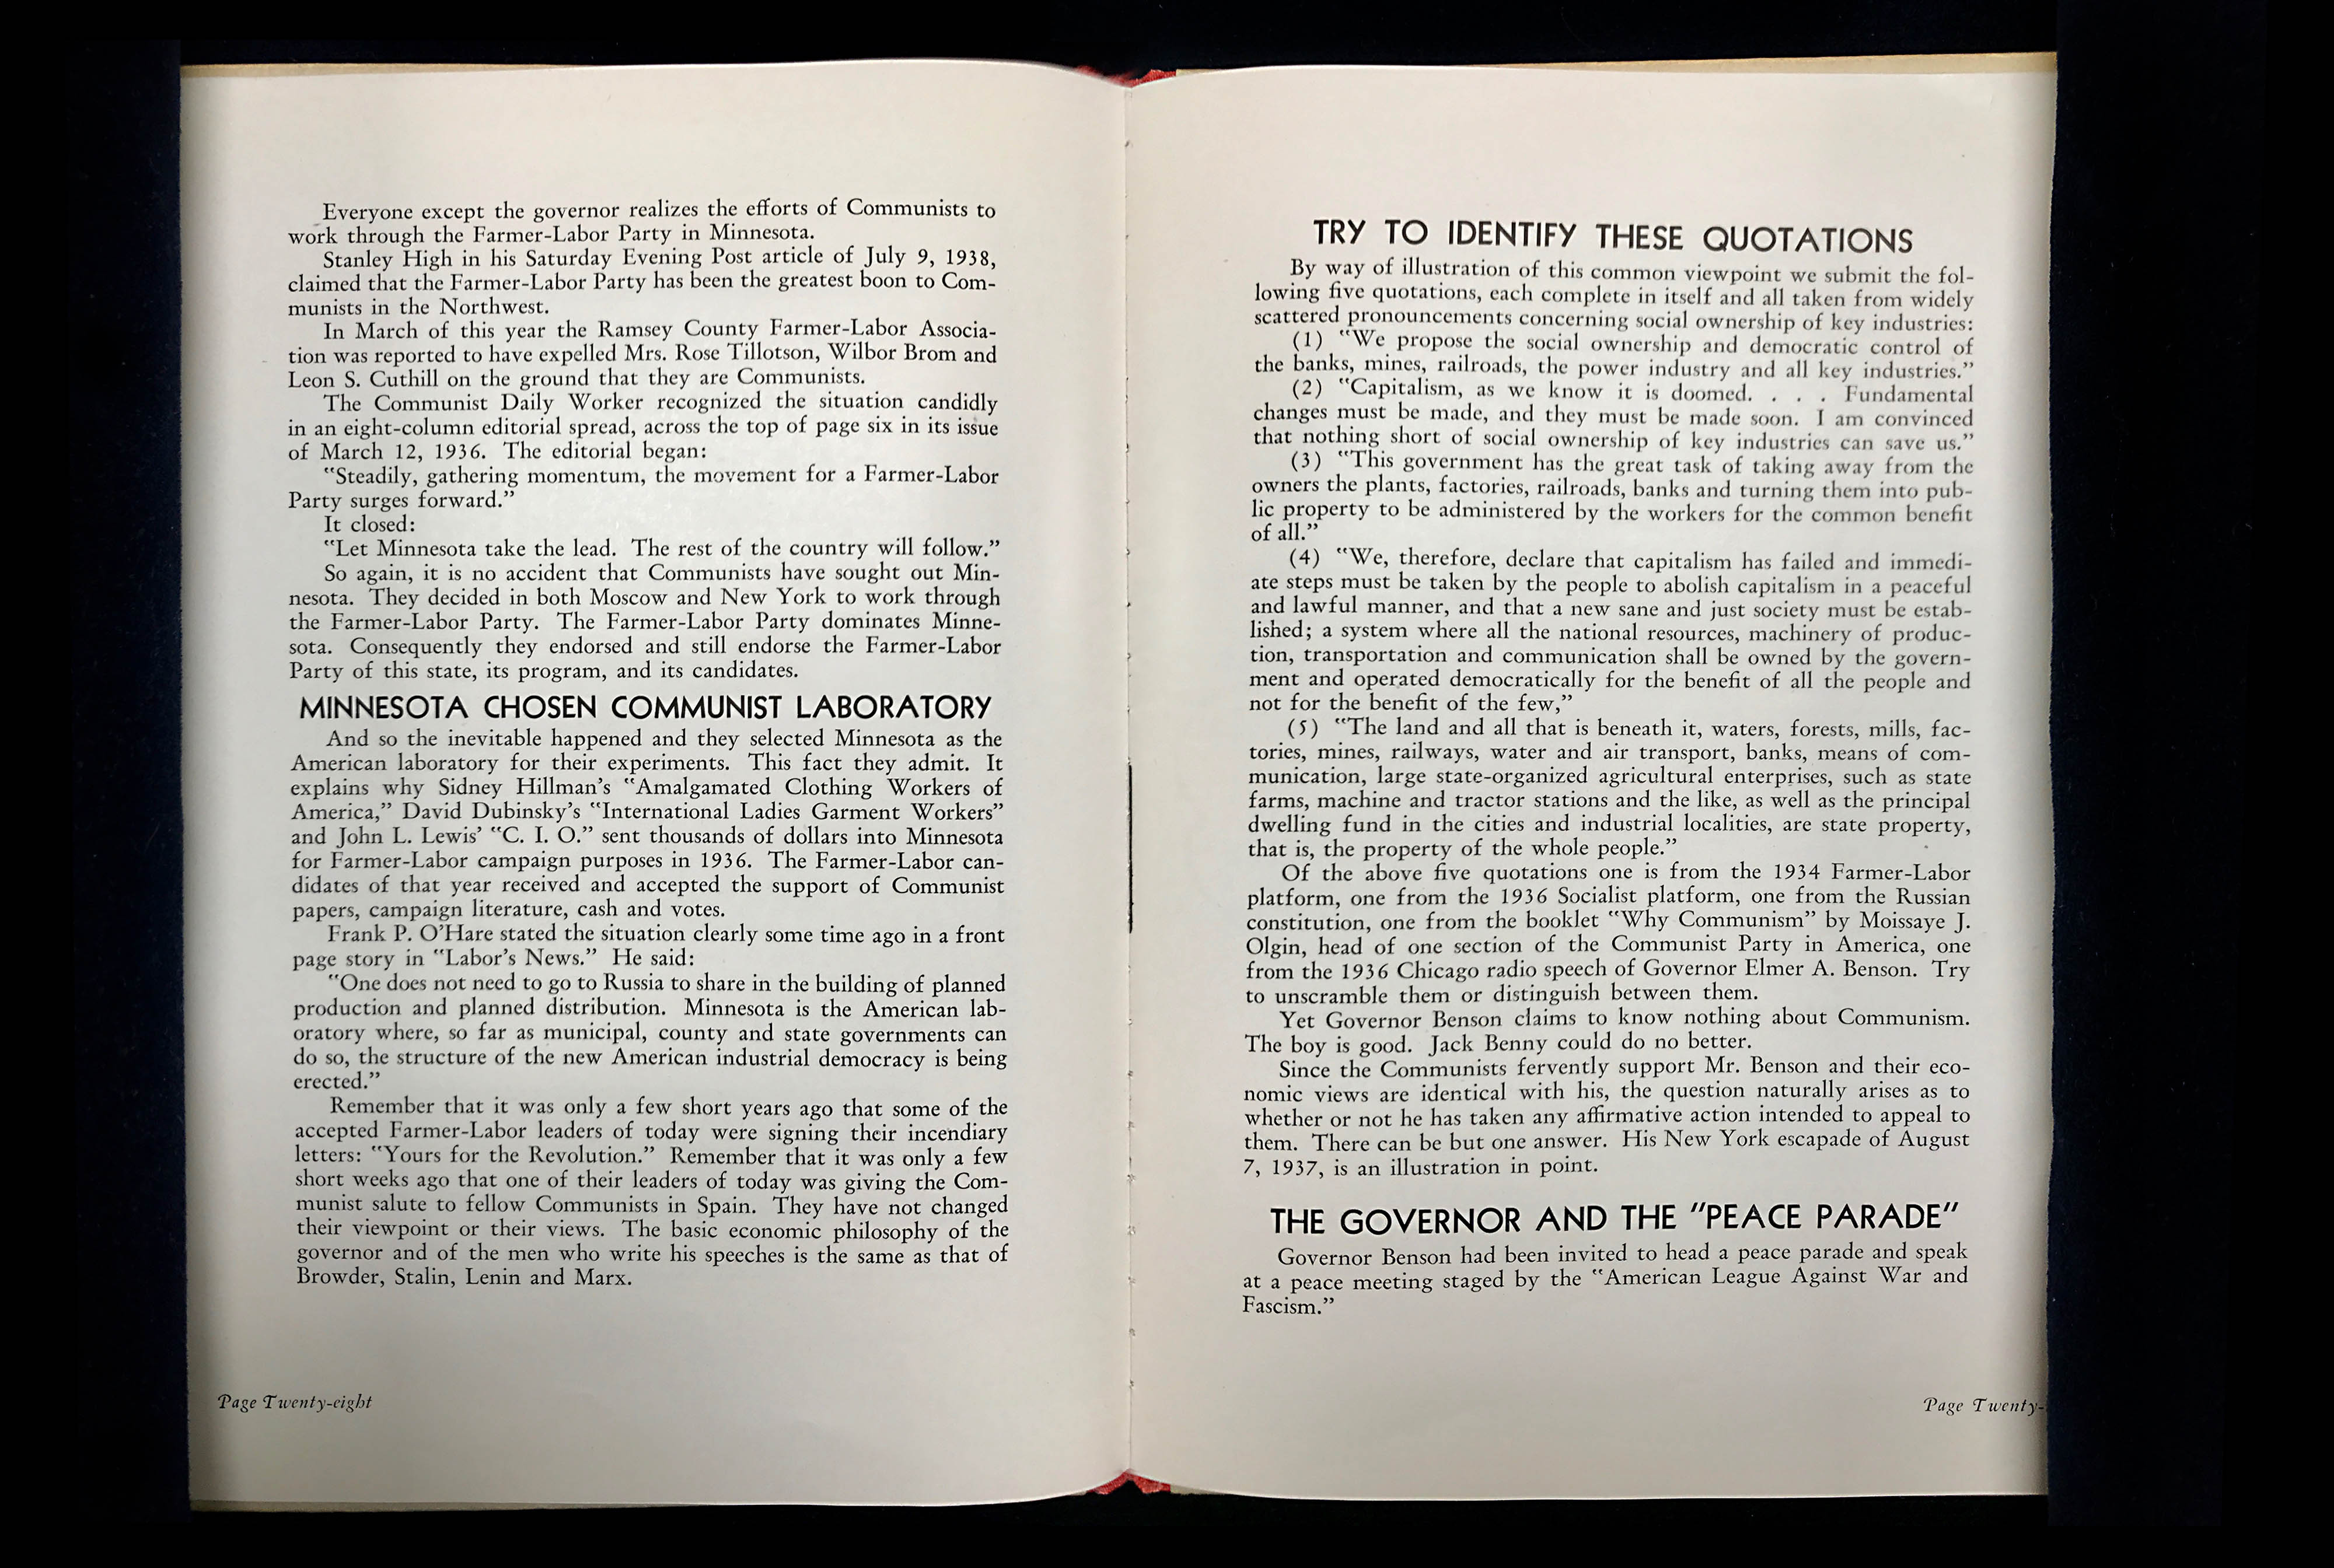 Everyone except the governor realizes the efforts of Communists to
work through the Farmer-Labor Party in Minnesota.
Stanley High in his Saturday Evening Post article of July 9, 1938,
claimed that the Farmer-Labor Party has been the greatest boon to Com-
munists in the Northwest.
In March of this year the Ramsey County Farmer-Labor Associa-
tion was reported to have expelled Mrs. Rose Tillotson, Wilbor Brom and
Leon S. Cuthill on the ground that they are Communists.
The Communist Daily Worker recognized the situation candidly
in an eight-column editorial spread, across the top of page six in its issue
of March 12, 1936. The editorial began:
"Steadily, gathering momentum, the movement for a Farmer-Labor
Party surges forward."
It closed:
"Let Minnesota take the lead. The rest of the country will follow."
So again, it is no accident that Communists have sought out Min-
nesota. They decided in both Moscow and New York to work through
the Farmer-Labor Party. The Farmer-Labor Party dominates Minne-
sota. Consequently they endorsed and still endorse the Farmer-Labor
Party of this state, its program, and its candidates.
MINNESOTA CHOSEN COMMUNIST LABORATORY
And so the inevitable happened and they selected Minnesota as the
American laboratory for their experiments. This fact they admit. It
explains why Sidney Hillman's "Amalgamated Clothing Workers of
America," David Dubinsky's "International Ladies Garment Workers"
and John L. Lewis' "C. I. O." sent thousands of dollars into Minnesota
for Farmer-Labor campaign purposes in 1936. The Farmer-Labor can-
didates of that year received and accepted the support of Communist
papers, campaign literature, cash and votes.
Frank P. O'Hare stated the situation clearly some time ago in a front
page story in "Labor's News." He said:
"One does not need to go to Russia to share in the building of planned
production and planned distribution. Minnesota is the American lab-
oratory where, so far as municipal, county and state governments can
do so, the structure of the new American industrial democracy is being
erected."
Remember that it was only a few short years ago that some of the
accepted Farmer-Labor leaders of today were signing their incendiary
letters: "Yours for the Revolution." Remember that it was only a few
short weeks ago that one of their leaders of today was giving the Com-
munist salute to fellow Communists in Spain. They have not changed
their viewpoint or their views. The basic economic philosophy of the
governor and of the men who write his speeches is the same as that of
Browder, Stalin, Lenin and Marx.
Page Twenty-eight
TRY TO IDENTIFY THESE QUOTATIONS
By way of illustration of this common viewpoint we submit the fol-
lowing five quotations, each complete in itself and all taken from widely
scattered pronouncements concerning social ownership of key industries:
(1) "We propose the social ownership and democratic control of
the banks, mines, railroads, the power industry and all key industries."
(2) "Capitalism, as we know it is doomed. . . . Fundamental
changes must be made, and they must be made soon. I am convinced
that nothing short of social ownership of key industries can save us."
(3) "This government has the great task of taking away from the
owners the plants, factories, railroads, banks and turning them into pub-
lic property to be administered by the workers for the common benefit
of all."
(4) "We, therefore, declare that capitalism has failed and immedi-
ate steps must be taken by the people to abolish capitalism in a peaceful
and lawful manner, and that a new sane and just society must be estab-
lished; a system where all the national resources, machinery of produc-
tion, transportation and communication shall be owned by the govern-
ment and operated democratically for the benefit of all the people and
not for the benefit of the few,"
(5) "The land and all that is beneath it, waters, forests, mills, fac-
tories, mines, railways, water and air transport, banks, means of com-
munication, large state-organized agricultural enterprises, such as state
farms, machine and tractor stations and the like, as well as the principal
dwelling fund in the cities and industrial localities, are state property,
that is, the property of the whole people."
Of the above five quotations one is from the 1934 Farmer-Labor
platform, one from the 1936 Socialist platform, one from the Russian
constitution, one from the booklet "Why Communism" by Moissaye J.
Olgin, head of one section of the Communist Party in America, one
from the 1936 Chicago radio speech of Governor Elmer A. Benson. Try
to unscramble them or distinguish between them.
Yet Governor Benson claims to know nothing about Communism.
The boy is good. Jack Benny could do no better.
Since the Communists fervently support Mr. Benson and their eco-
nomic views are identical with his, the question naturally arises as to
whether or not he has taken any affirmative action intended to appeal to
them. There can be but one answer. His New York escapade of August
7, 1937, is an illustration in point.
THE GOVERNOR AND THE "PEACE PARADE"
Governor Benson had been invited to head a peace parade and speak
at a peace meeting staged by the "American League Against War and
Fascism."
Page Twenty-